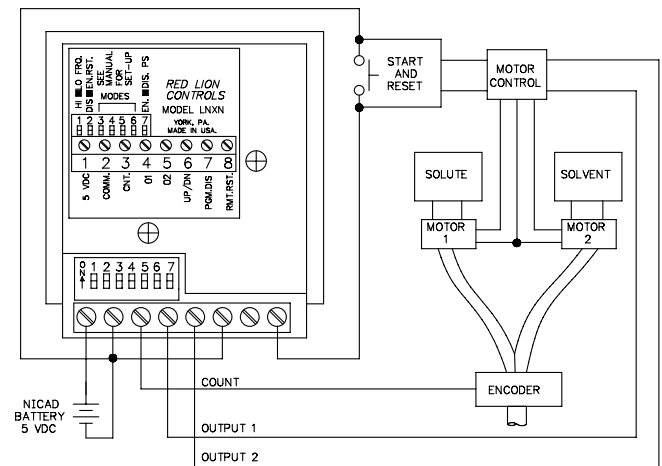 HI ■ LO FRQ.
DIS ■ EN.RST.
SEE
MANUAL
FOR
SET-UP
EN. ■ DIS. PS
MODES
1 2 3 4 5 6 7
RED LION
CONTROLS
MODEL LNXN
YORK, PA.
MADE IN USA.
1 2 3 4 5 6 7 8
5 VDC
COMM.
CNT.
01
02
UP/DN
PGM.DIS
RMT.RST.
ON
1 2 3 4 5 6 7
START
AND
RESET
MOTOR
CONTROL
SOLUTE
SOLVENT
MOTOR
1
MOTOR
2
COUNT
ENCODER
NICAD
BATTERY
5 VDC
OUTPUT 1
OUTPUT 2